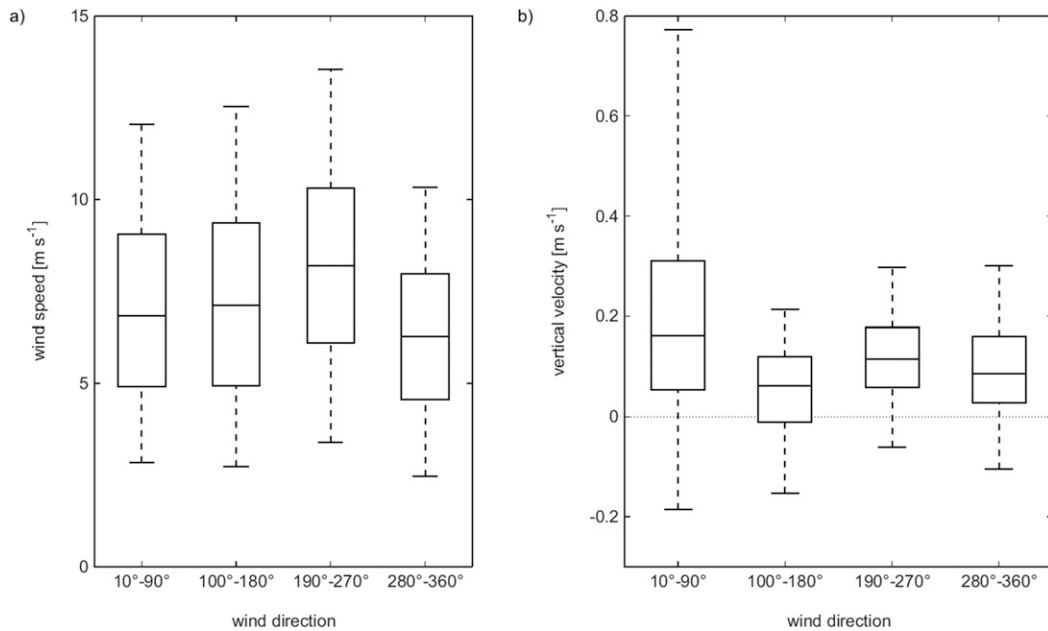 a)
15
10
5
0
wind speed [m s⁻¹]
10°-90° 100°-180° 190°-270° 280°-360°
wind direction
b)
0.8
0.6
0.4
0.2
0
-0.2
vertical velocity [m s⁻¹]
10°-90° 100°-180° 190°-270° 280°-360°
wind direction